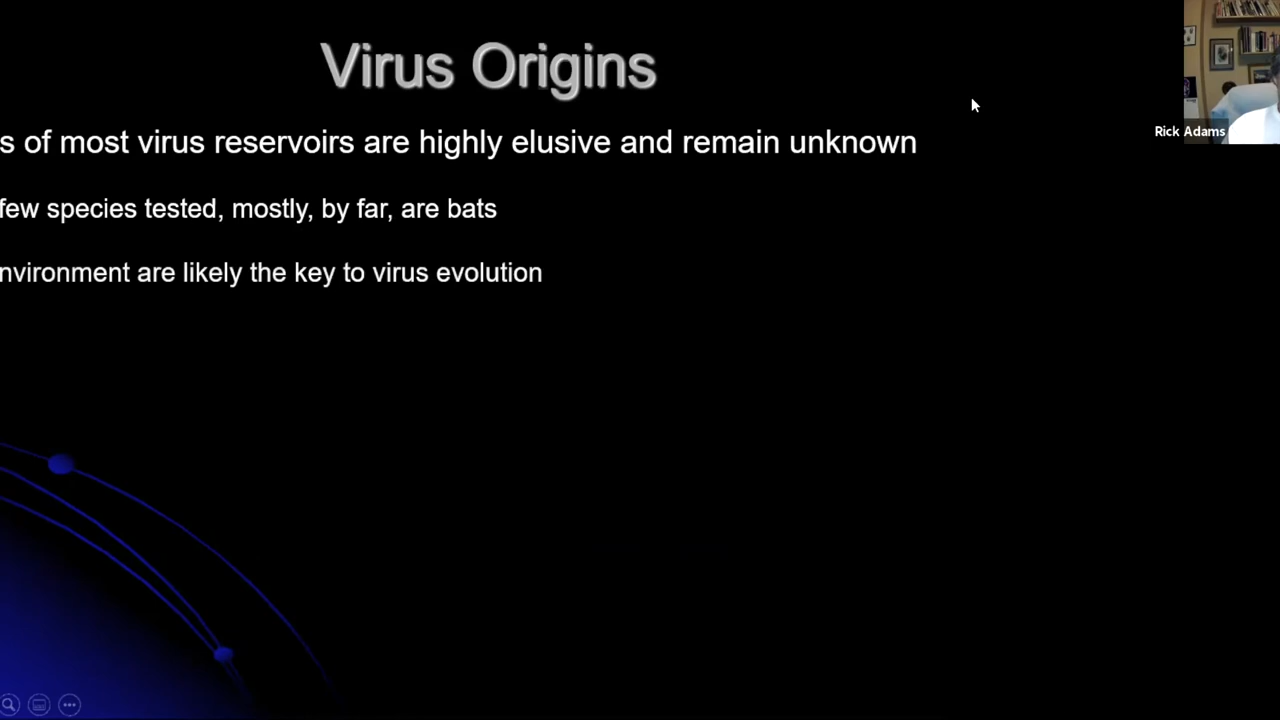 Virus Origins
s of most virus reservoirs are highly elusive and remain unknown
few species tested, mostly, by far, are bats
nvironment are likely the key to virus evolution
Rick Adams